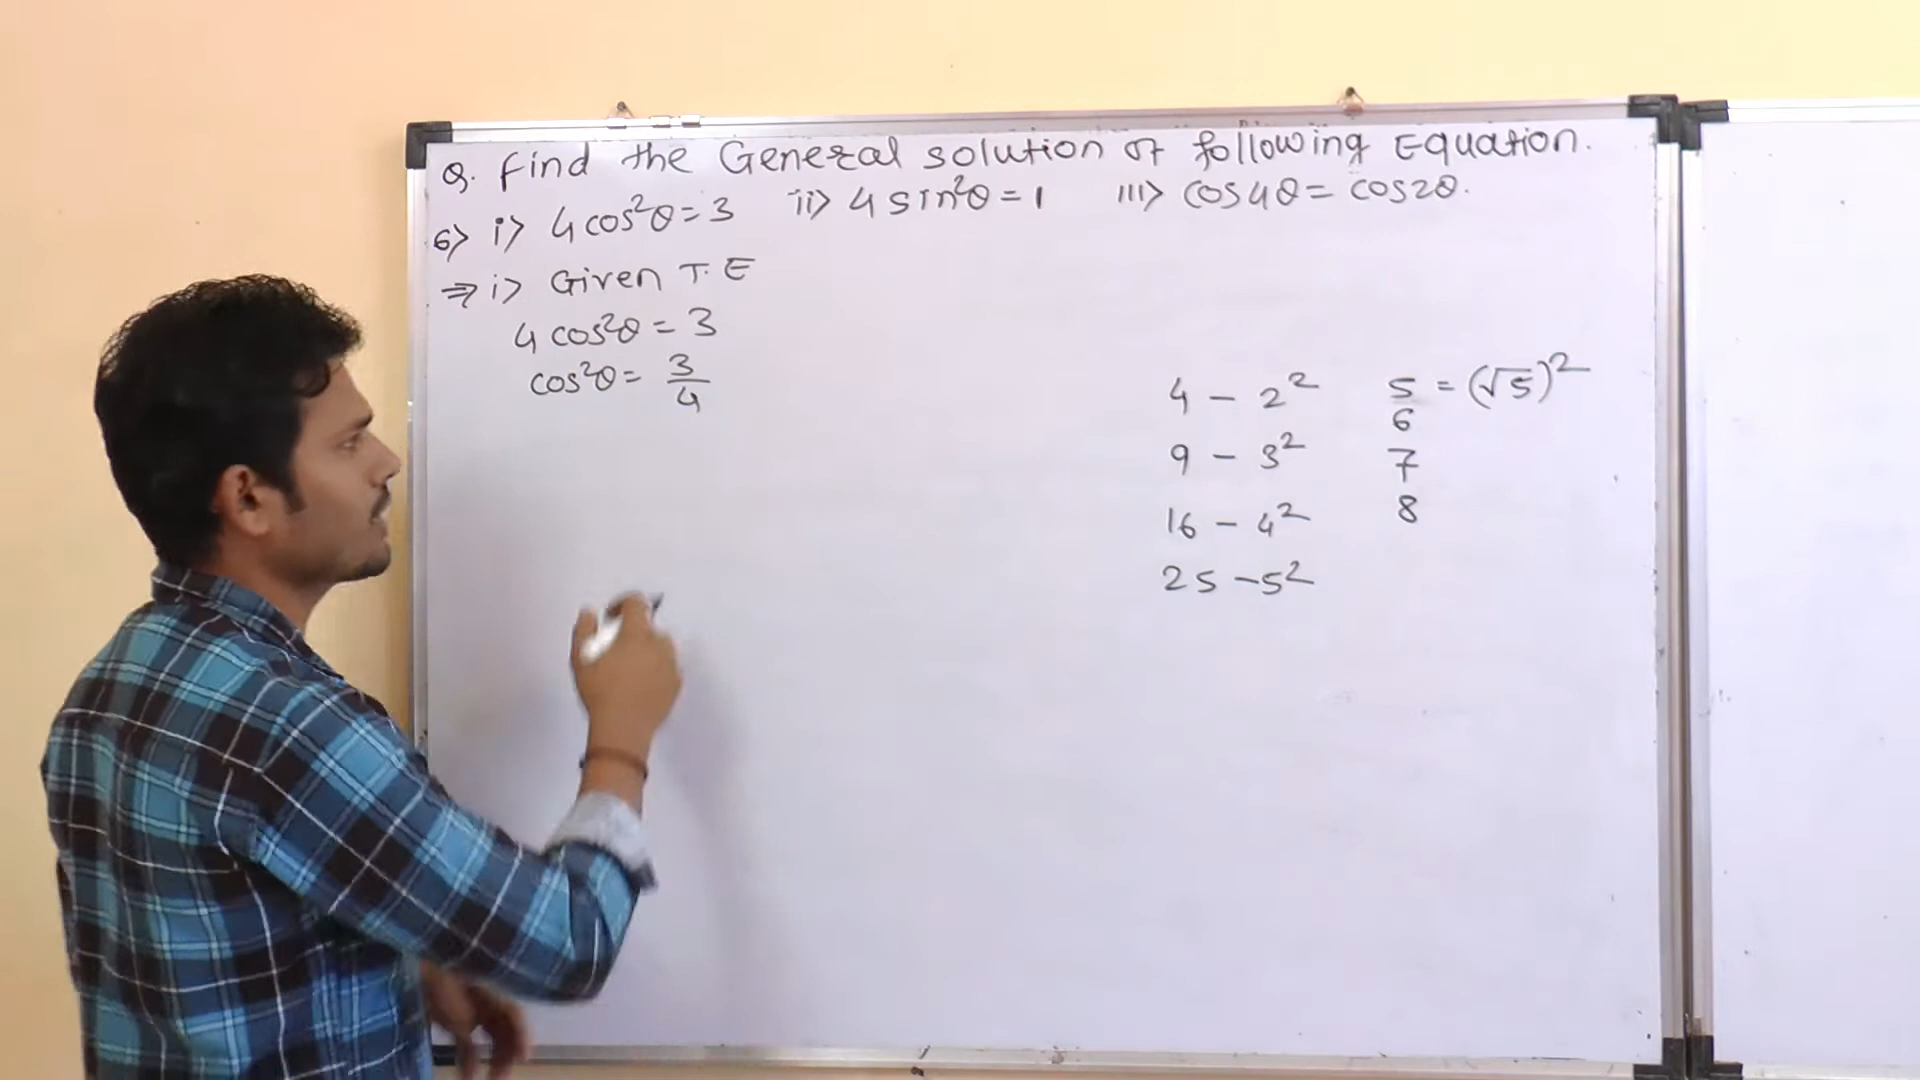 Q. Find the General solution of following Equation.
6> i> 4cos²θ=3 ii> 4sin²θ=1 iii> cos4θ=cos2θ.
⇒ i> Given T.E
4cos²θ=3
cos²θ= 3/4
4 – 2² 5 = (√5)²
6
9 – 3² 7
16 – 4² 8
25 – 5²